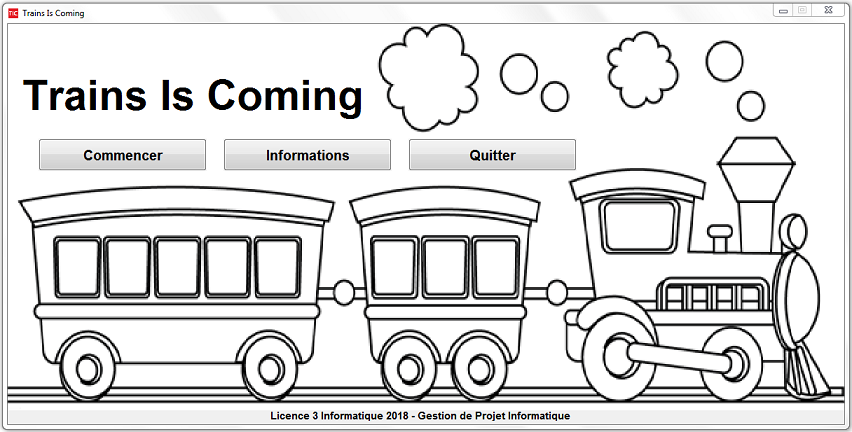 TIC Trains Is Coming
Trains Is Coming
Commencer Informations Quitter
Licence 3 Informatique 2018 - Gestion de Projet Informatique